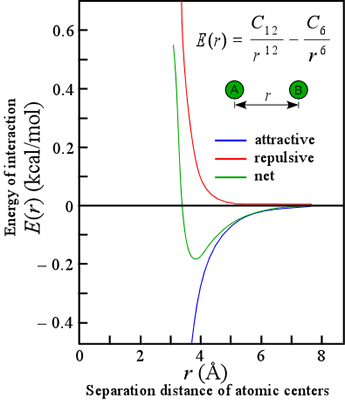 E(r) = C12 / r^12 − C6 / r^6
A
B
r
attractive
repulsive
net
Energy of interaction
E(r) (kcal/mol)
0.6
0.4
0.2
0
− 0.2
− 0.4
0 2 4 6 8
r (Å)
Separation distance of atomic centers